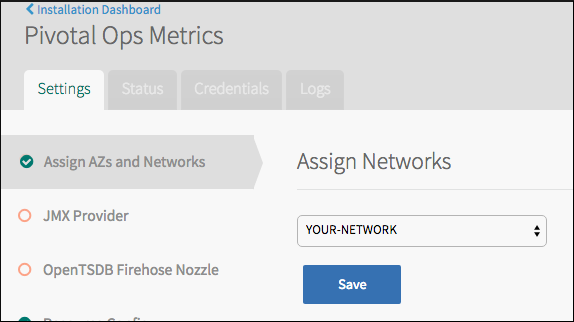 Installation Dashboard
Pivotal Ops Metrics
Settings Status Credentials Logs
Assign AZs and Networks
Assign Networks
JMX Provider
YOUR-NETWORK
OpenTSDB Firehose Nozzle
Save